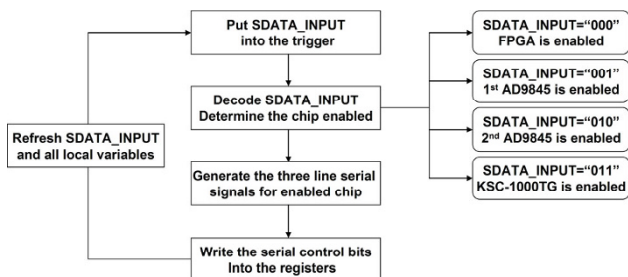 Put SDATA_INPUT
into the trigger
Decode SDATA_INPUT
Determine the chip enabled
Refresh SDATA_INPUT
and all local variables
Generate the three line serial
signals for enabled chip
Write the serial control bits
Into the registers
SDATA_INPUT="000"
FPGA is enabled
SDATA_INPUT="001"
1st AD9845 is enabled
SDATA_INPUT="010"
2nd AD9845 is enabled
SDATA_INPUT="011"
KSC-1000TG is enabled